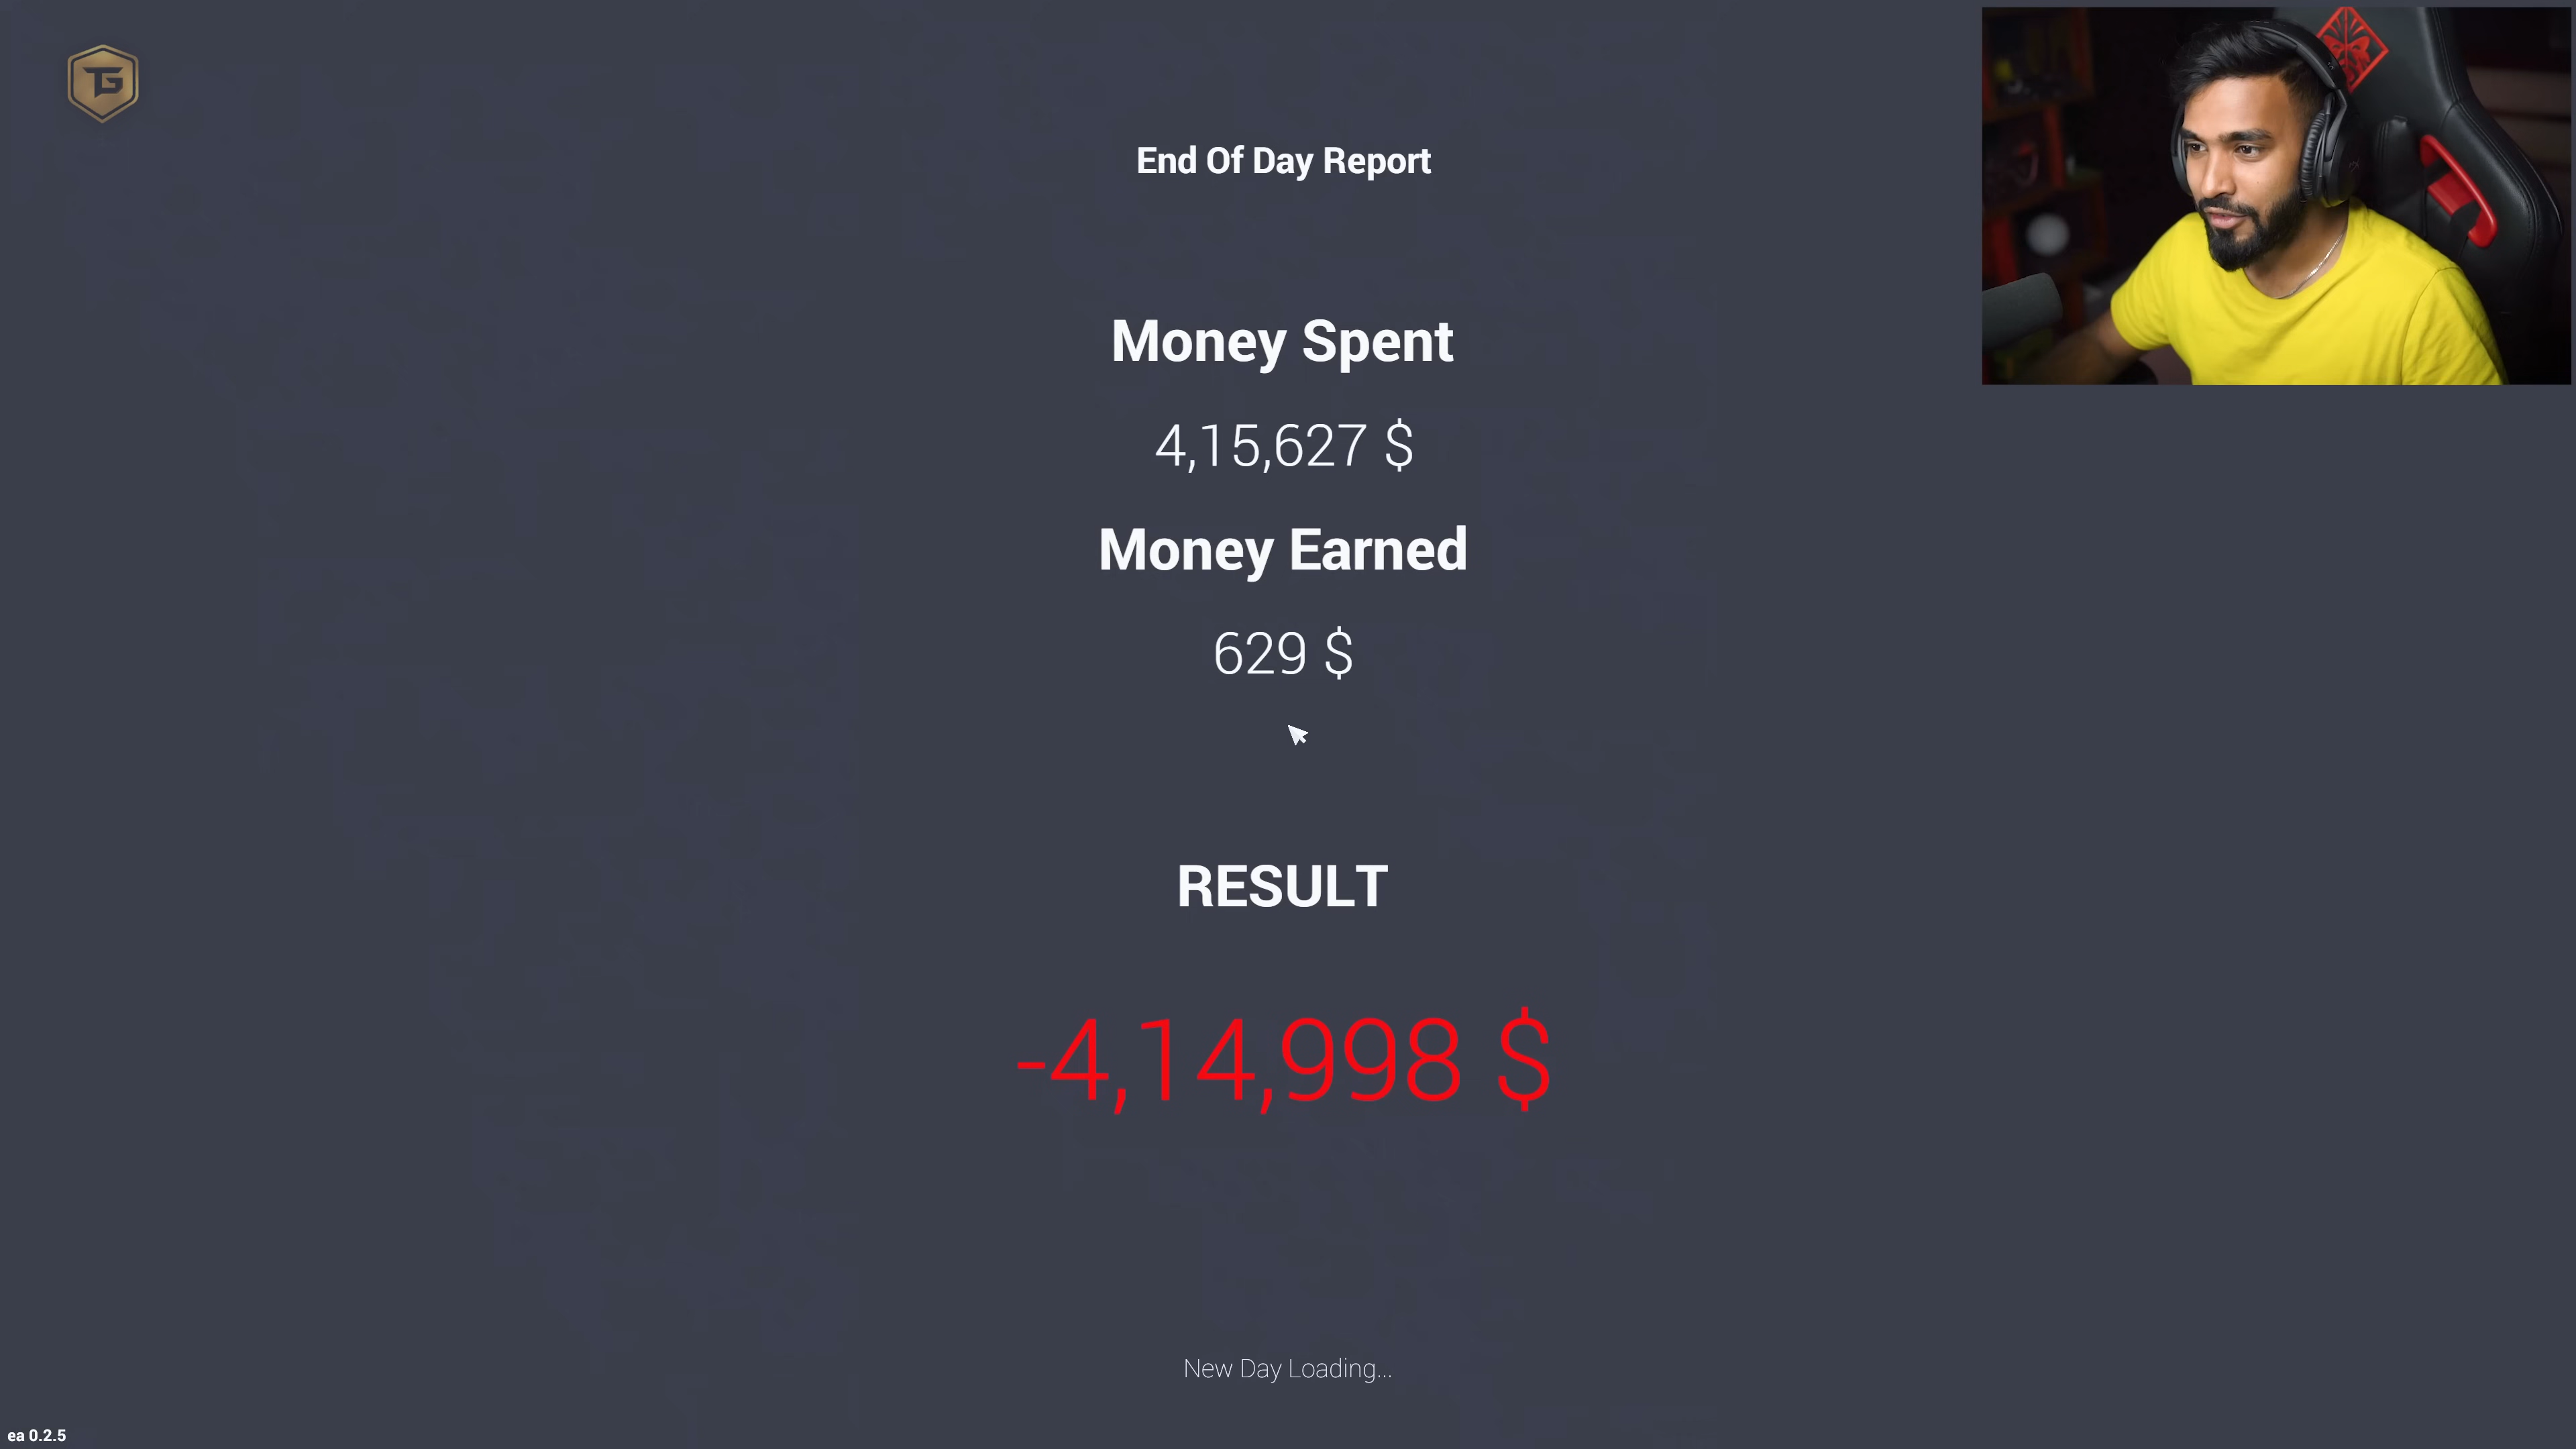 TG
End Of Day Report
Money Spent
4,15,627 $
Money Earned
629 $
RESULT
-4,14,998 $
New Day Loading...
ea 0.2.5